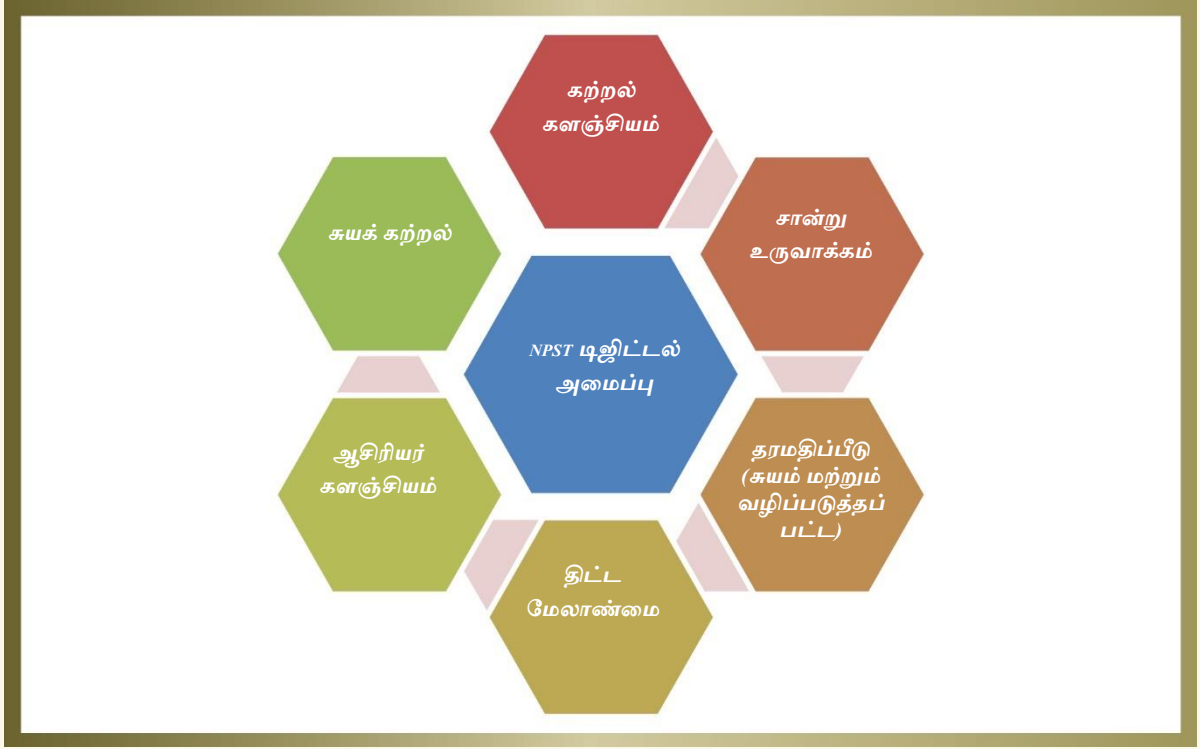 கற்றல்
களஞ்சியம்
சான்று
உருவாக்கம்
சுயக் கற்றல்
NPST டிஜிட்டல்
அமைப்பு
தரமதிப்பீடு
(சுயம் மற்றும்
வழிப்படுத்தப்
பட்ட)
ஆசிரியர்
களஞ்சியம்
திட்ட
மேலாண்மை